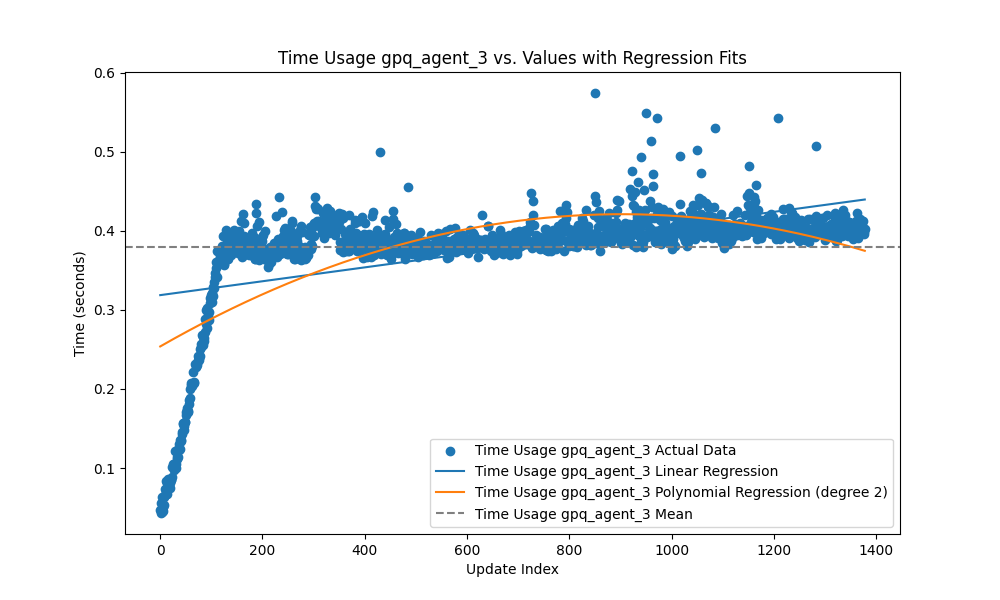 Time Usage gpq_agent_3 vs. Values with Regression Fits
Time (seconds)
0.6
0.5
0.4
0.3
0.2
0.1
Time Usage gpq_agent_3 Actual Data
Time Usage gpq_agent_3 Linear Regression
Time Usage gpq_agent_3 Polynomial Regression (degree 2)
Time Usage gpq_agent_3 Mean
0 200 400 600 800 1000 1200 1400
Update Index